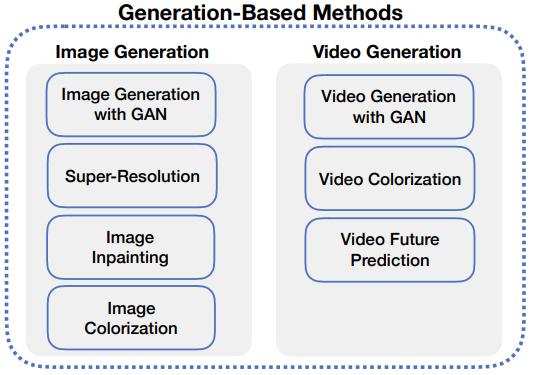 Generation-Based Methods
Image Generation
Image Generation
with GAN
Super-Resolution
Image
Inpainting
Image
Colorization
Video Generation
Video Generation
with GAN
Video Colorization
Video Future
Prediction